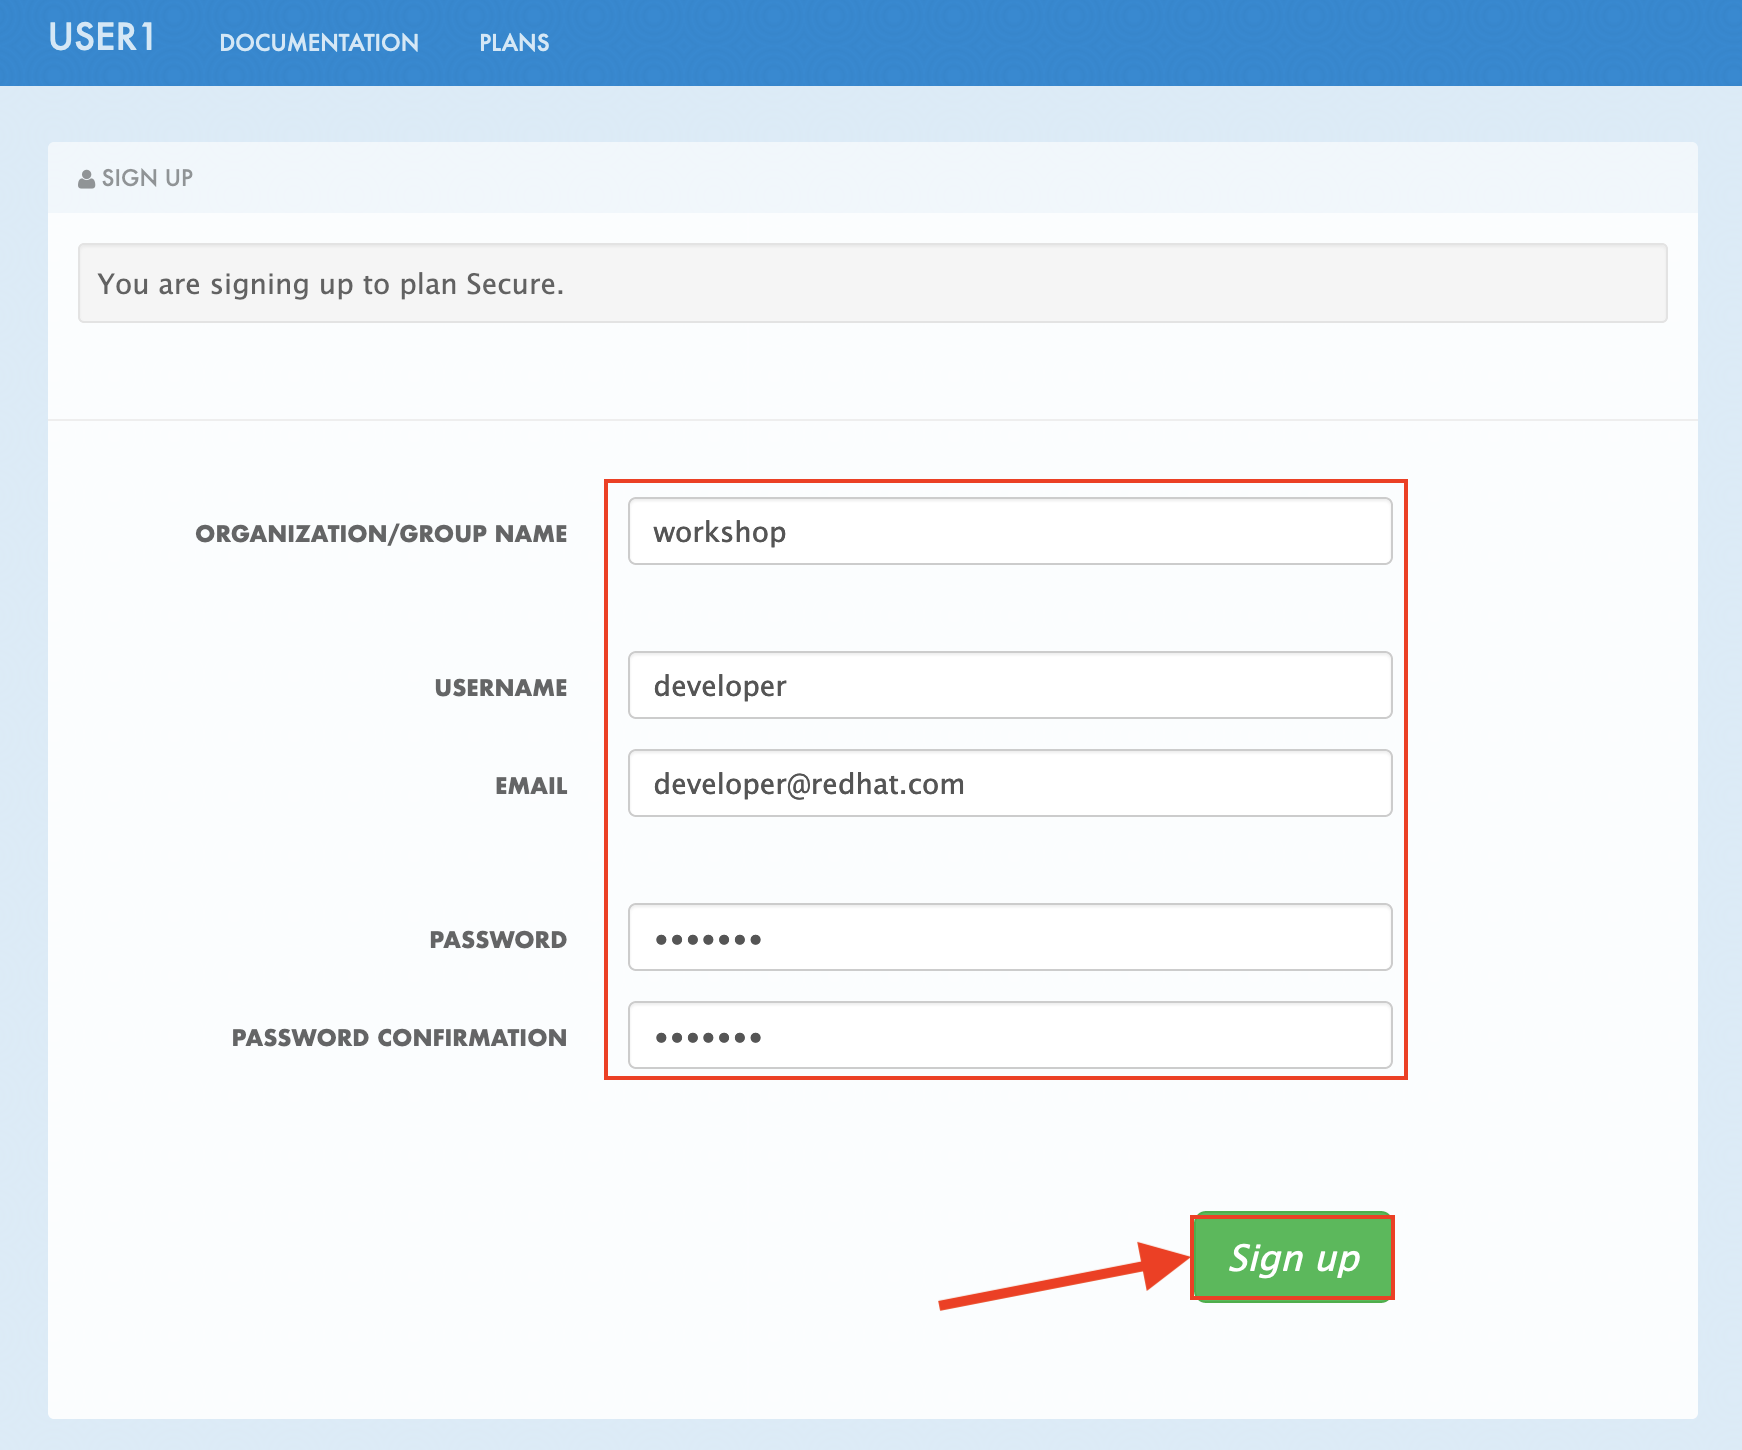 USER1 DOCUMENTATION PLANS
SIGN UP
You are signing up to plan Secure.
ORGANIZATION/GROUP NAME workshop
USERNAME developer
EMAIL developer@redhat.com
PASSWORD •••••••
PASSWORD CONFIRMATION •••••••
Sign up